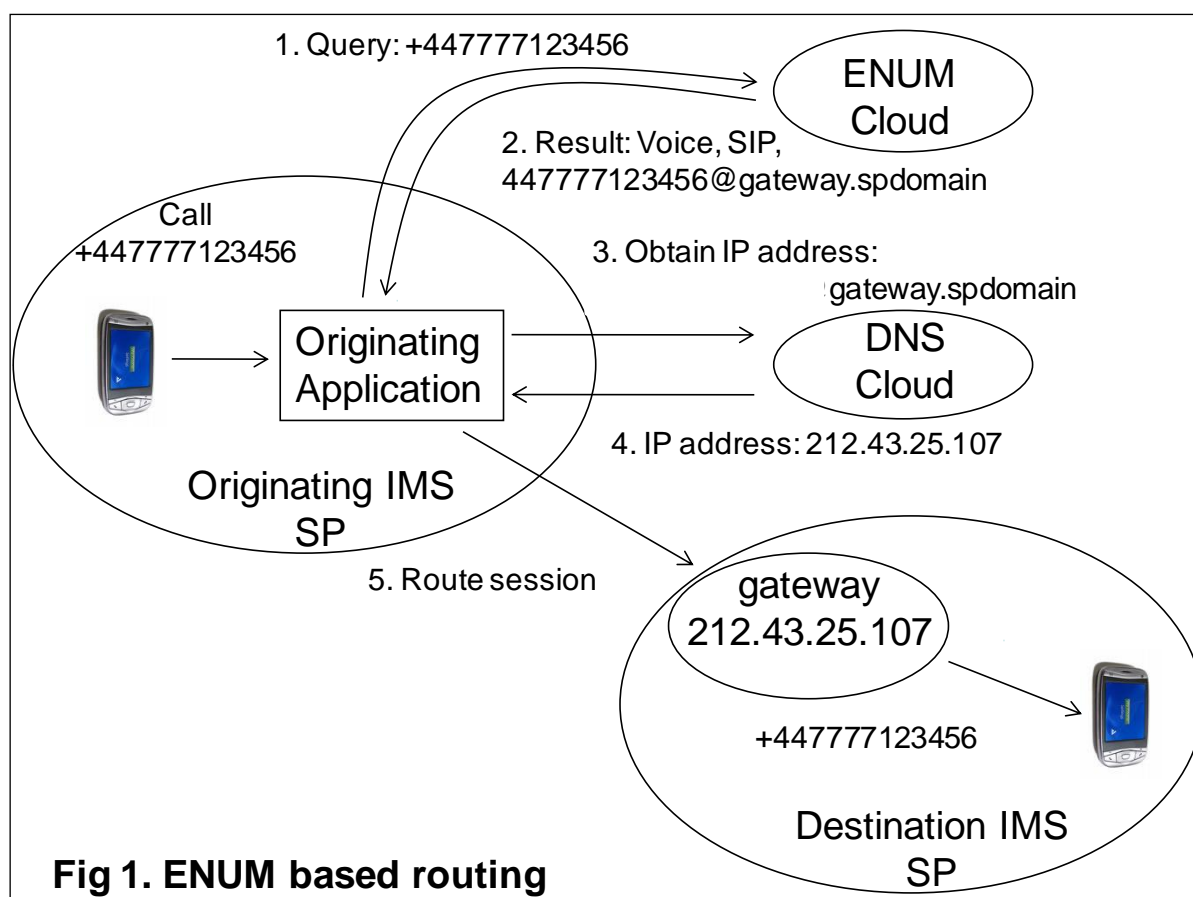 1. Query: +447777123456
ENUM
Cloud
2. Result: Voice, SIP,
447777123456@gateway.spdomain
Call
+447777123456
3. Obtain IP address:
gateway.spdomain
Originating
Application
DNS
Cloud
4. IP address: 212.43.25.107
Originating IMS
SP
5. Route session
gateway
212.43.25.107
+447777123456
Destination IMS
SP
Fig 1. ENUM based routing